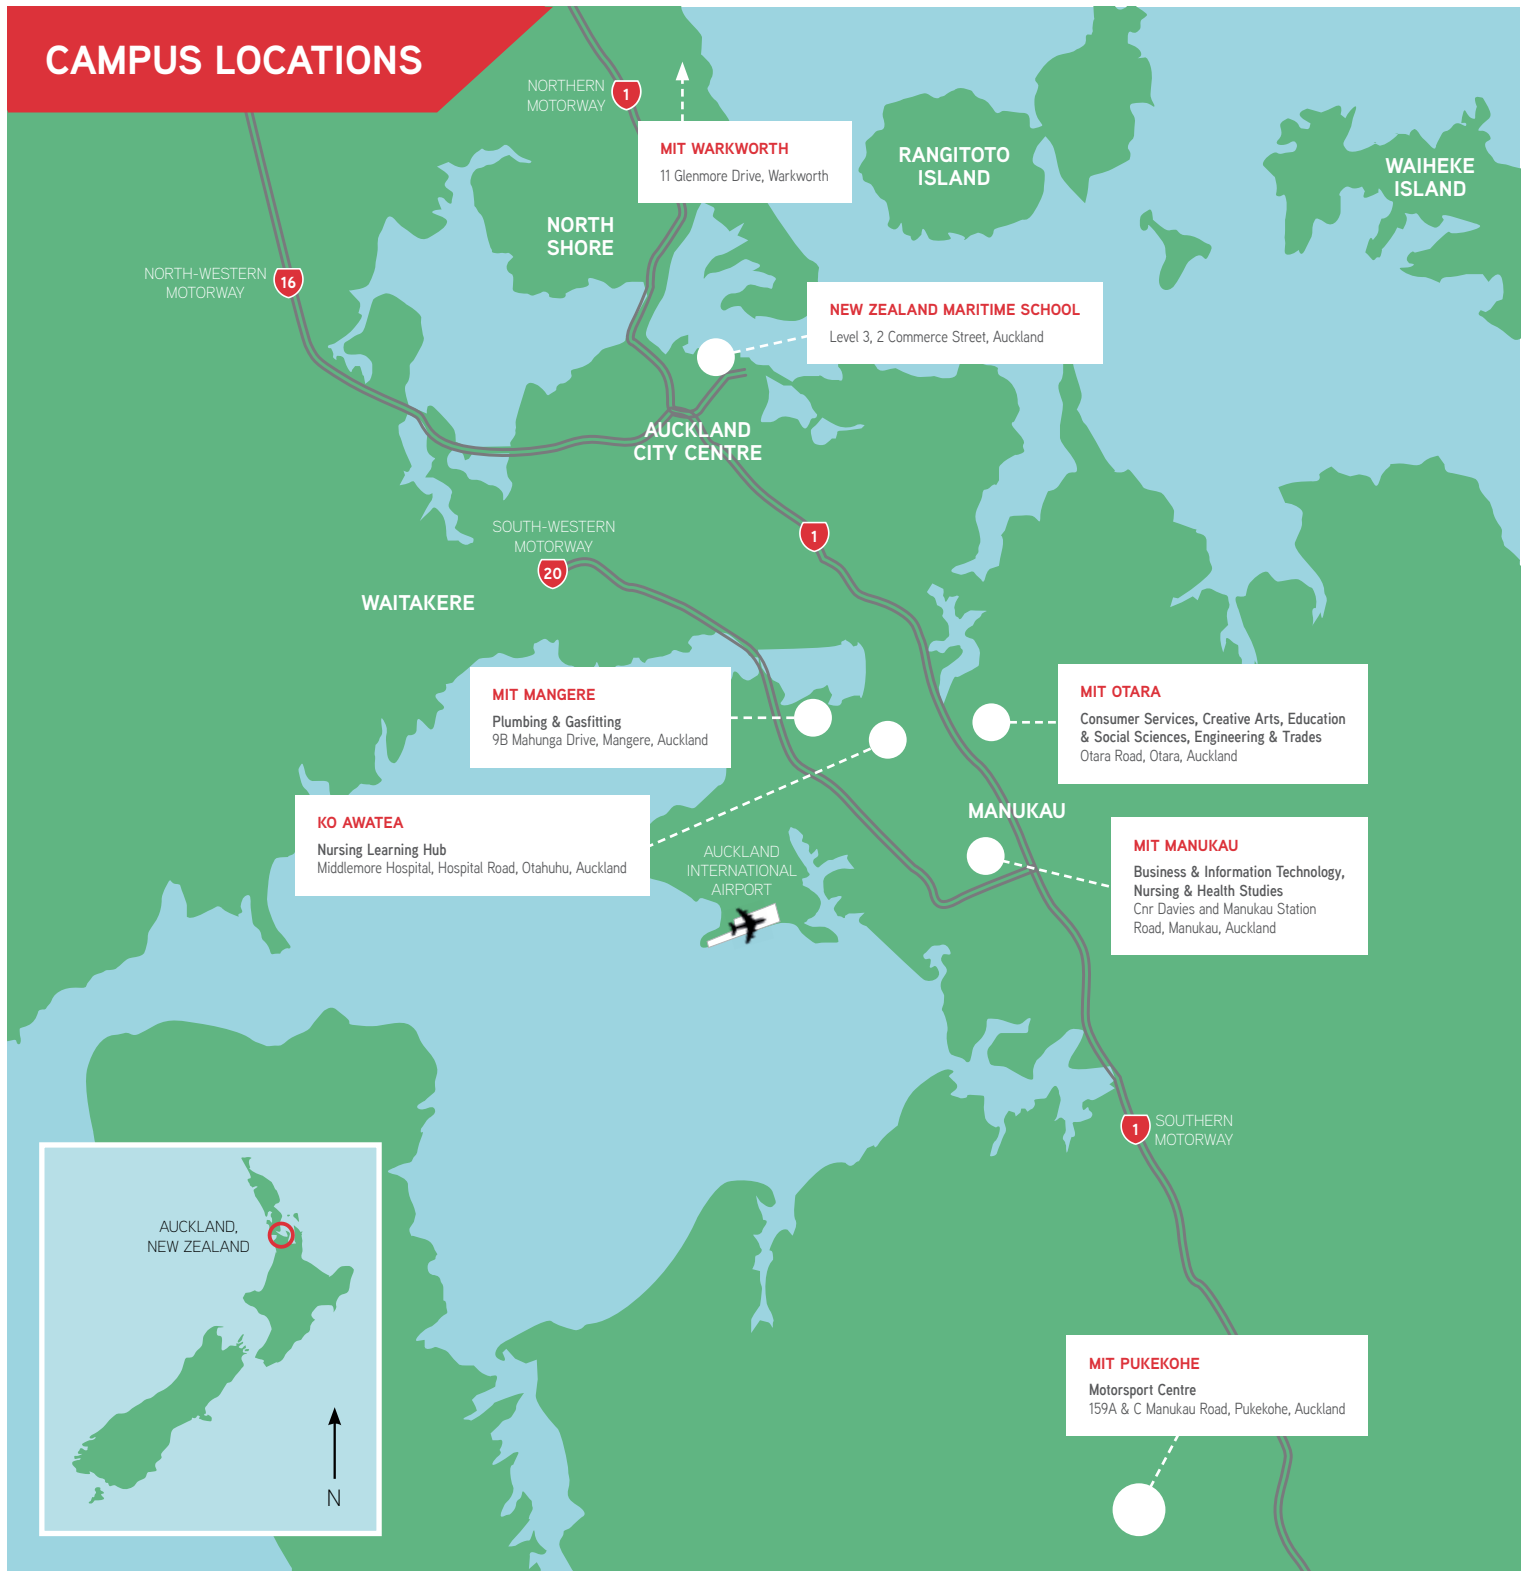 CAMPUS LOCATIONS
NORTHERN
MOTORWAY
1
MIT WARKWORTH
11 Glenmore Drive, Warkworth
RANGITOTO
ISLAND
WAIHEKE
ISLAND
NORTH
SHORE
NORTH-WESTERN
MOTORWAY
16
NEW ZEALAND MARITIME SCHOOL
Level 3, 2 Commerce Street, Auckland
AUCKLAND
CITY CENTRE
SOUTH-WESTERN
MOTORWAY
20
1
WAITAKERE
MIT MANGERE
Plumbing & Gasfitting
9B Mahunga Drive, Mangere, Auckland
MIT OTARA
Consumer Services, Creative Arts, Education
& Social Sciences, Engineering & Trades
Otara Road, Otara, Auckland
KO AWATEA
Nursing Learning Hub
Middlemore Hospital, Hospital Road, Otahuhu, Auckland
MANUKAU
AUCKLAND
INTERNATIONAL
AIRPORT
MIT MANUKAU
Business & Information Technology,
Nursing & Health Studies
Cnr Davies and Manukau Station
Road, Manukau, Auckland
1
SOUTHERN
MOTORWAY
AUCKLAND,
NEW ZEALAND
N
MIT PUKEKOHE
Motorsport Centre
159A & C Manukau Road, Pukekohe, Auckland